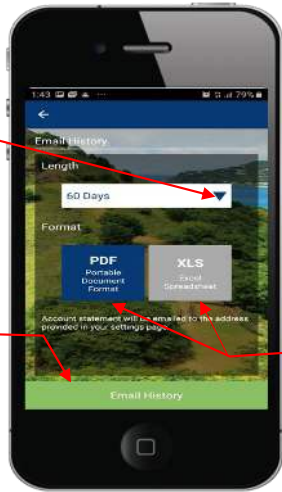 1:43
79%
Email History
Length
60 Days
Format
PDF
Portable
Document
Format
XLS
Excel
Spreadsheet
Account statement will be emailed to the address
provided in your settings page.
Email History